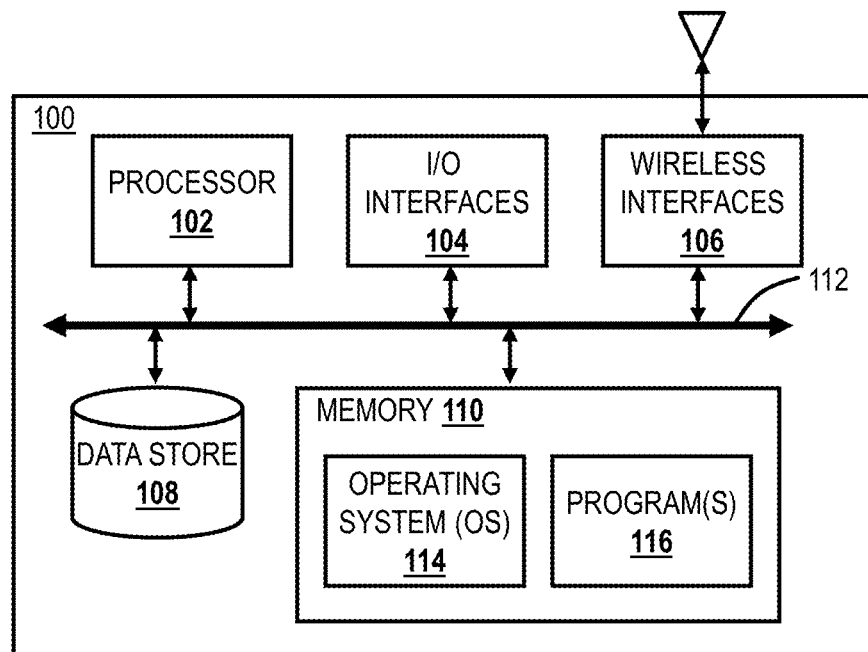 100
PROCESSOR
102
I/O
INTERFACES
104
WIRELESS
INTERFACES
106
112
DATA STORE
108
MEMORY 110
OPERATING
SYSTEM (OS)
114
PROGRAM(S)
116